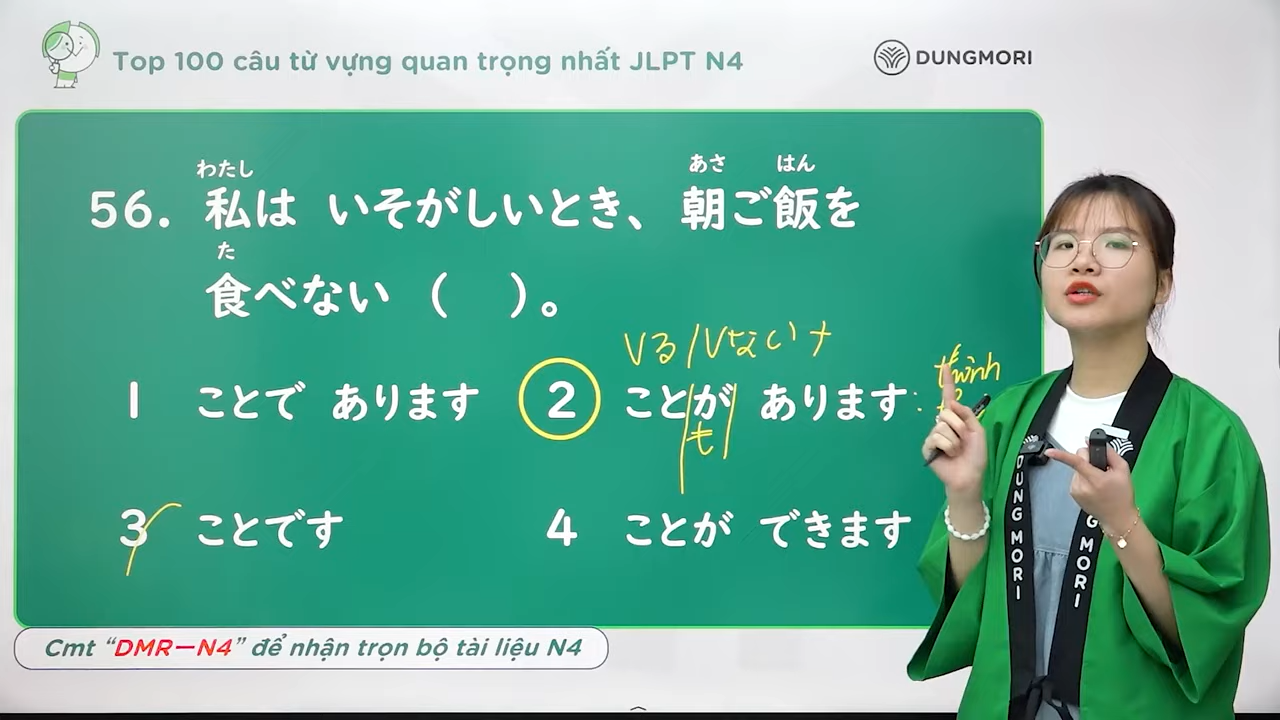 Top 100 câu từ vựng quan trọng nhất JLPT N4
DUNGMORI
わたし あさ はん
56. 私は いそがしいとき、朝ご飯を
た
食べない ( )。
Vる/Vない+
1 ことで あります
2 ことが あります:
thỉnh
も
3 ことです
4 ことが できます
Cmt “DMR—N4” để nhận trọn bộ tài liệu N4
DUNG MORI
DUNG MORI